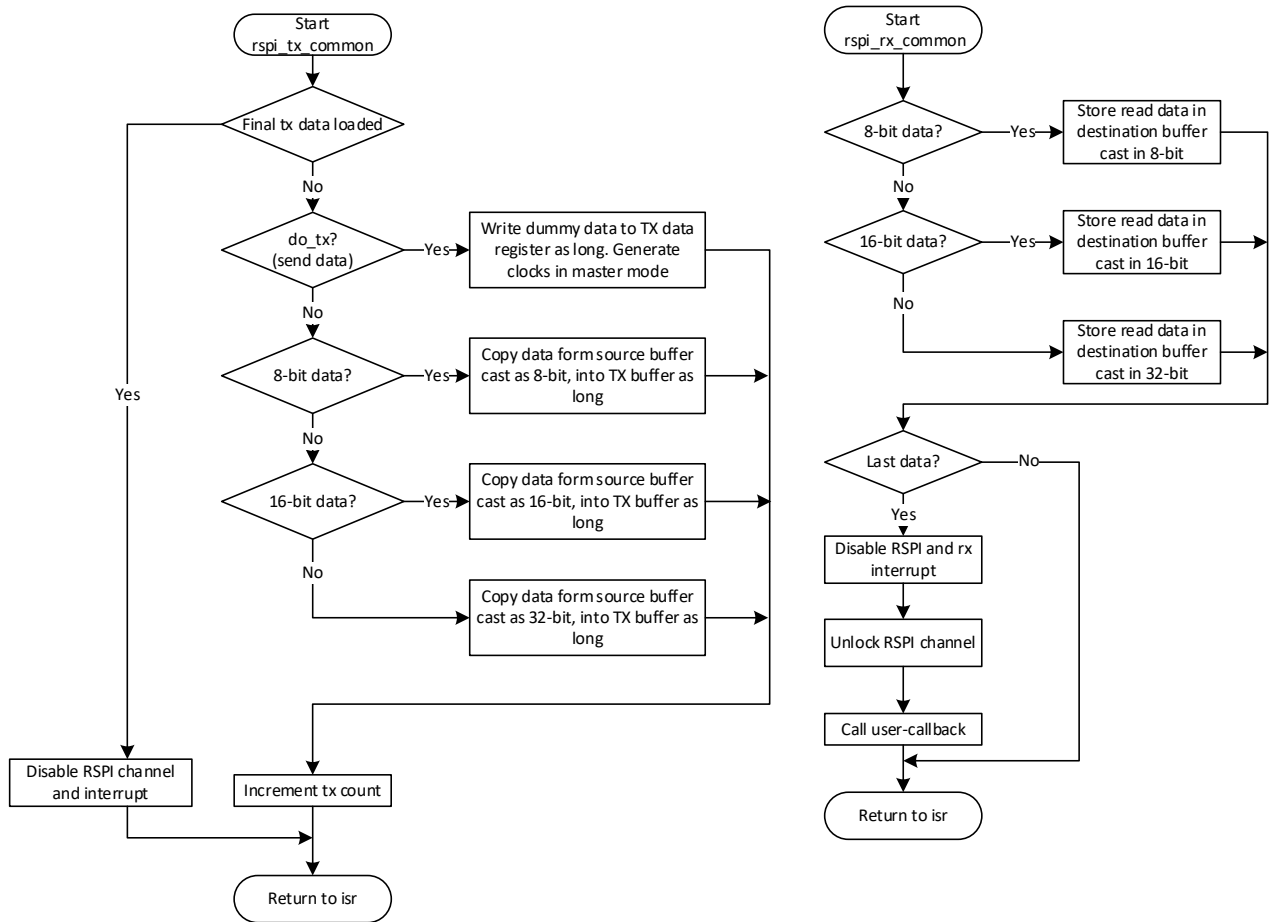 Start
rspi_tx_common
Final tx data loaded
No
do_tx?
(send data)
Yes
Write dummy data to TX data
register as long. Generate
clocks in master mode
No
8-bit data?
Yes
Copy data form source buffer
cast as 8-bit, into TX buffer as
long
Yes
No
16-bit data?
Yes
Copy data form source buffer
cast as 16-bit, into TX buffer as
long
No
Copy data form source buffer
cast as 32-bit, into TX buffer as
long
Disable RSPI channel
and interrupt
Increment tx count
Return to isr
Start
rspi_rx_common
8-bit data?
Yes
Store read data in
destination buffer
cast in 8-bit
No
16-bit data?
Yes
Store read data in
destination buffer
cast in 16-bit
No
Store read data in
destination buffer
cast in 32-bit
Last data?
No
Yes
Disable RSPI and rx
interrupt
Unlock RSPI channel
Call user-callback
Return to isr